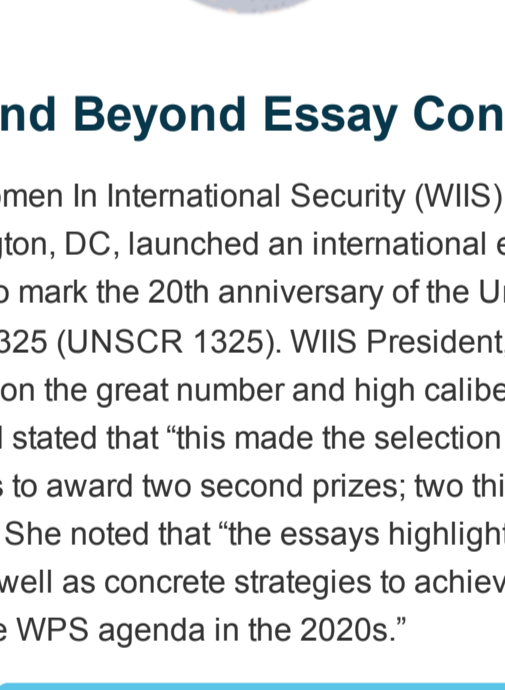 nd Beyond Essay Con
men In International Security (WIIS)
ton, DC, launched an international e
o mark the 20th anniversary of the U
325 (UNSCR 1325). WIIS President,
on the great number and high calibe
stated that “this made the selection
s to award two second prizes; two thi
She noted that “the essays highlight
well as concrete strategies to achiev
e WPS agenda in the 2020s.”